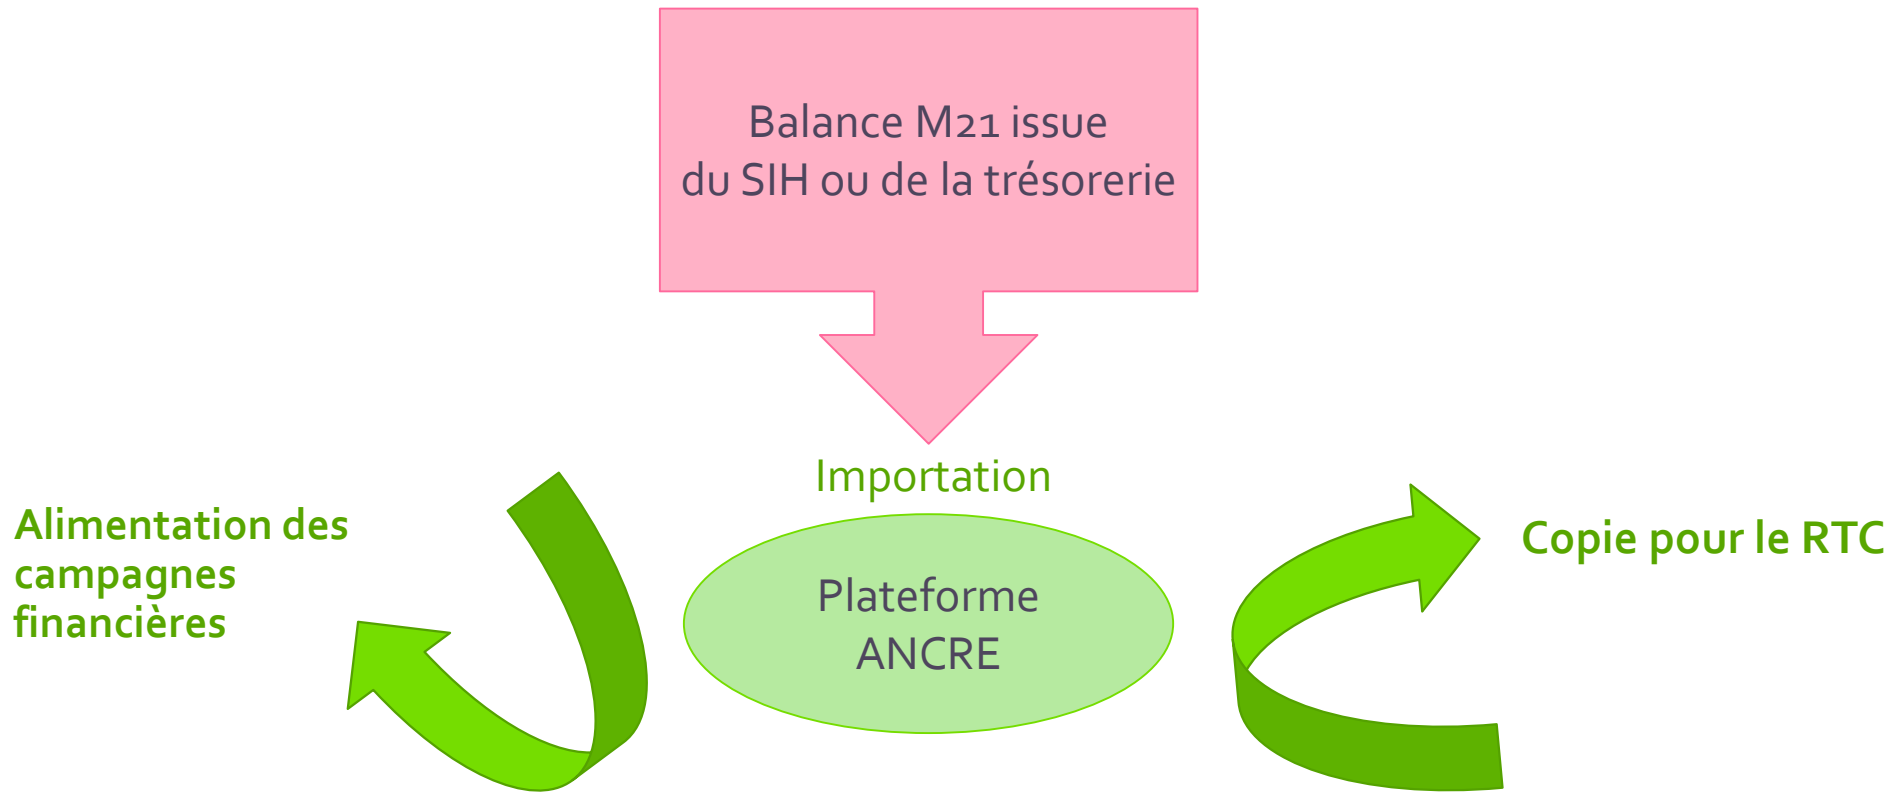 Balance M21 issue
du SIH ou de la trésorerie
Importation
Alimentation des
campagnes
financières
Plateforme
ANCRE
Copie pour le RTC